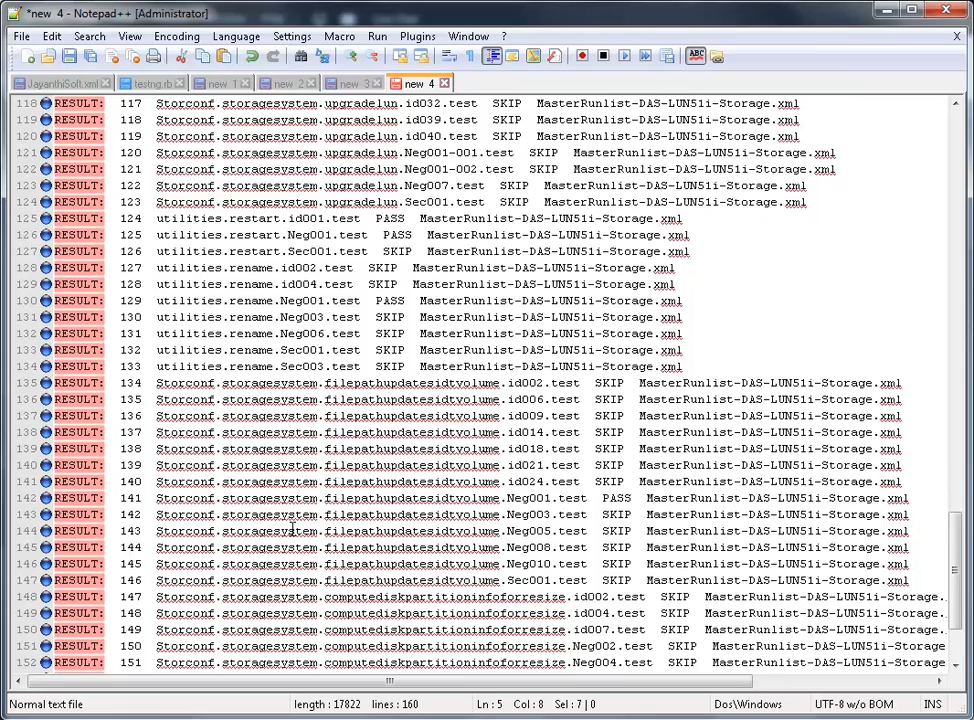 *new  4 - Notepad++ [Administrator]
File Edit Search View Encoding Language Settings Macro Run Plugins Window ? X
JayanthiSoft.xml testng.rb new 1 new 2 new 3 new 4
118 RESULT: 117 Storconf.storagesystem.upgradelun.id032.test SKIP MasterRunlist-DAS-LUN51i-Storage.xml
119 RESULT: 118 Storconf.storagesystem.upgradelun.id039.test SKIP MasterRunlist-DAS-LUN51i-Storage.xml
120 RESULT: 119 Storconf.storagesystem.upgradelun.id040.test SKIP MasterRunlist-DAS-LUN51i-Storage.xml
121 RESULT: 120 Storconf.storagesystem.upgradelun.Neg001-001.test SKIP MasterRunlist-DAS-LUN51i-Storage.xml
122 RESULT: 121 Storconf.storagesystem.upgradelun.Neg001-002.test SKIP MasterRunlist-DAS-LUN51i-Storage.xml
123 RESULT: 122 Storconf.storagesystem.upgradelun.Neg007.test SKIP MasterRunlist-DAS-LUN51i-Storage.xml
124 RESULT: 123 Storconf.storagesystem.upgradelun.Sec001.test SKIP MasterRunlist-DAS-LUN51i-Storage.xml
125 RESULT: 124 utilities.restart.id001.test PASS MasterRunlist-DAS-LUN51i-Storage.xml
126 RESULT: 125 utilities.restart.Neg001.test PASS MasterRunlist-DAS-LUN51i-Storage.xml
127 RESULT: 126 utilities.restart.Sec001.test SKIP MasterRunlist-DAS-LUN51i-Storage.xml
128 RESULT: 127 utilities.rename.id002.test SKIP MasterRunlist-DAS-LUN51i-Storage.xml
129 RESULT: 128 utilities.rename.id004.test SKIP MasterRunlist-DAS-LUN51i-Storage.xml
130 RESULT: 129 utilities.rename.Neg001.test PASS MasterRunlist-DAS-LUN51i-Storage.xml
131 RESULT: 130 utilities.rename.Neg003.test SKIP MasterRunlist-DAS-LUN51i-Storage.xml
132 RESULT: 131 utilities.rename.Neg006.test SKIP MasterRunlist-DAS-LUN51i-Storage.xml
133 RESULT: 132 utilities.rename.Sec001.test SKIP MasterRunlist-DAS-LUN51i-Storage.xml
134 RESULT: 133 utilities.rename.Sec003.test SKIP MasterRunlist-DAS-LUN51i-Storage.xml
135 RESULT: 134 Storconf.storagesystem.filepathupdatesidtvolume.id002.test SKIP MasterRunlist-DAS-LUN51i-Storage.xml
136 RESULT: 135 Storconf.storagesystem.filepathupdatesidtvolume.id006.test SKIP MasterRunlist-DAS-LUN51i-Storage.xml
137 RESULT: 136 Storconf.storagesystem.filepathupdatesidtvolume.id009.test SKIP MasterRunlist-DAS-LUN51i-Storage.xml
138 RESULT: 137 Storconf.storagesystem.filepathupdatesidtvolume.id014.test SKIP MasterRunlist-DAS-LUN51i-Storage.xml
139 RESULT: 138 Storconf.storagesystem.filepathupdatesidtvolume.id018.test SKIP MasterRunlist-DAS-LUN51i-Storage.xml
140 RESULT: 139 Storconf.storagesystem.filepathupdatesidtvolume.id021.test SKIP MasterRunlist-DAS-LUN51i-Storage.xml
141 RESULT: 140 Storconf.storagesystem.filepathupdatesidtvolume.id024.test SKIP MasterRunlist-DAS-LUN51i-Storage.xml
142 RESULT: 141 Storconf.storagesystem.filepathupdatesidtvolume.Neg001.test PASS MasterRunlist-DAS-LUN51i-Storage.xml
143 RESULT: 142 Storconf.storagesystem.filepathupdatesidtvolume.Neg003.test SKIP MasterRunlist-DAS-LUN51i-Storage.xml
144 RESULT: 143 Storconf.storagesystem.filepathupdatesidtvolume.Neg005.test SKIP MasterRunlist-DAS-LUN51i-Storage.xml
145 RESULT: 144 Storconf.storagesystem.filepathupdatesidtvolume.Neg008.test SKIP MasterRunlist-DAS-LUN51i-Storage.xml
146 RESULT: 145 Storconf.storagesystem.filepathupdatesidtvolume.Neg010.test SKIP MasterRunlist-DAS-LUN51i-Storage.xml
147 RESULT: 146 Storconf.storagesystem.filepathupdatesidtvolume.Sec001.test SKIP MasterRunlist-DAS-LUN51i-Storage.xml
148 RESULT: 147 Storconf.storagesystem.computediskpartitioninfoforresize.id002.test SKIP MasterRunlist-DAS-LUN51i-Storage.
149 RESULT: 148 Storconf.storagesystem.computediskpartitioninfoforresize.id004.test SKIP MasterRunlist-DAS-LUN51i-Storage.
150 RESULT: 149 Storconf.storagesystem.computediskpartitioninfoforresize.id007.test SKIP MasterRunlist-DAS-LUN51i-Storage.
151 RESULT: 150 Storconf.storagesystem.computediskpartitioninfoforresize.Neg002.test SKIP MasterRunlist-DAS-LUN51i-Storage
152 RESULT: 151 Storconf.storagesystem.computediskpartitioninfoforresize.Neg004.test SKIP MasterRunlist-DAS-LUN51i-Storage
Normal text file length : 17822 lines : 160 Ln : 5 Col : 8 Sel : 7 | 0 Dos\Windows UTF-8 w/o BOM INS